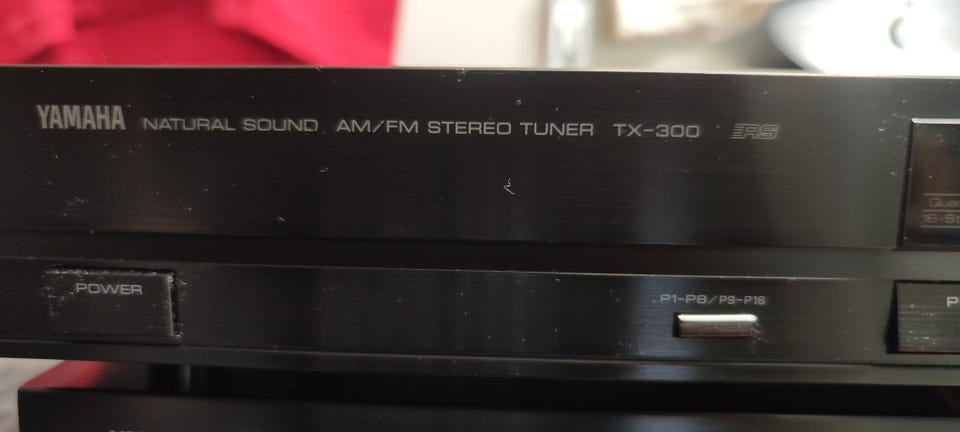 YAMAHA NATURAL SOUND AM/FM STEREO TUNER TX-300 RS
POWER
P1-P8/P9-P16
P